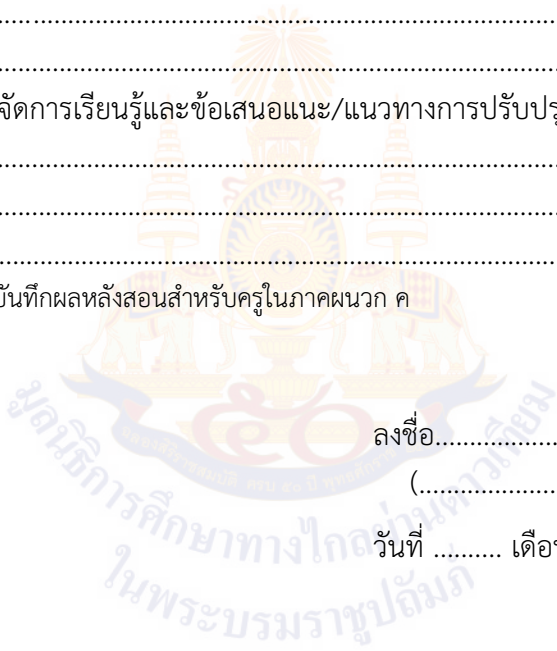 .......................................................................
.......................................................................
จัดการเรียนรู้และข้อเสนอแนะ/แนวทางการปรับปรุ
.......................................................................
.......................................................................
.......................................................................
บันทึกผลหลังสอนสำหรับครูในภาคผนวก ค
ลงชื่อ...................
(.....................
วันที่ .......... เดือ
มูลนิธิการศึกษาทางไกลผ่านดาวเทียม
ในพระบรมราชูปถัมภ์